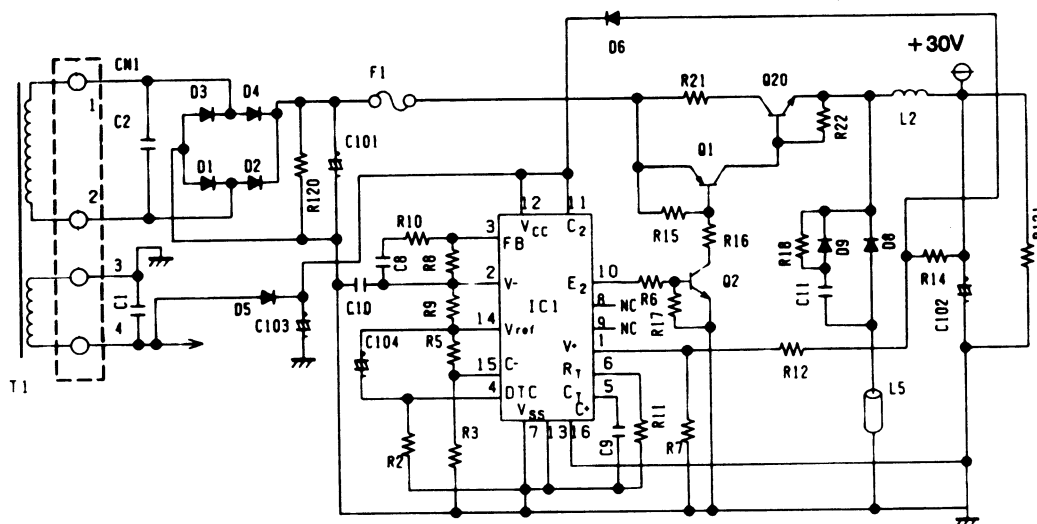 D6
+30V
CN1
F1
R21
Q20
D3
D4
1
C2
L2
R22
C101
Q1
D1
D2
R120
2
12
11
R10
3
VCC
C2
R15
R16
R18
D9
D8
FB
R14
R121
C8
R8
3
2
V-
10
E2
Q2
C10
IC1
R6
C11
C1
D5
R9
8
NC
R17
C102
C103
14
Vref
9
NC
4
C104
R5
V+
1
15
C-
RT
6
R12
T1
4
DTC
CT
5
L5
VSS
C+
7
13
16
R11
R3
C9
R2
R7